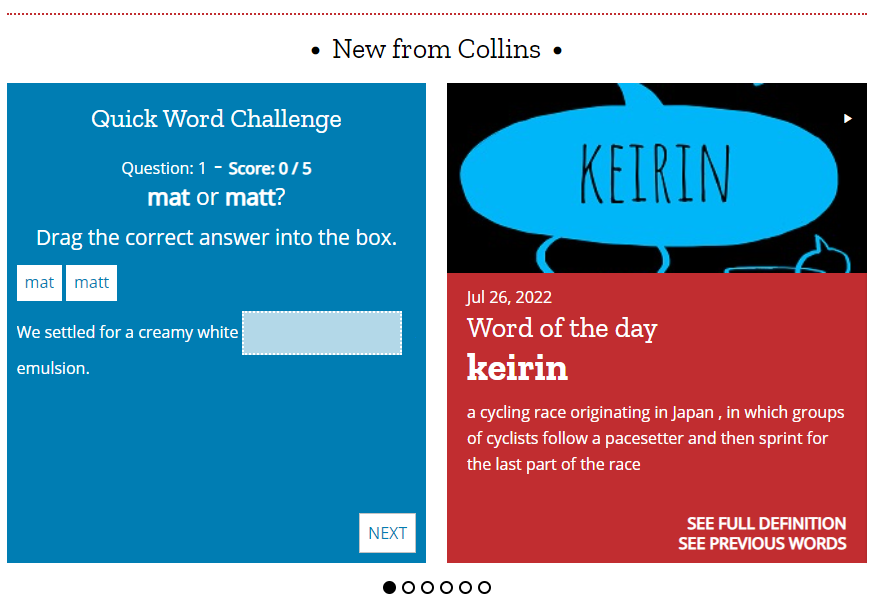 • New from Collins •
Quick Word Challenge
Question: 1 - Score: 0 / 5
mat or matt?
Drag the correct answer into the box.
mat matt
We settled for a creamy white
emulsion.
NEXT
KEIRIN
Jul 26, 2022
Word of the day
keirin
a cycling race originating in Japan , in which groups
of cyclists follow a pacesetter and then sprint for
the last part of the race
SEE FULL DEFINITION
SEE PREVIOUS WORDS